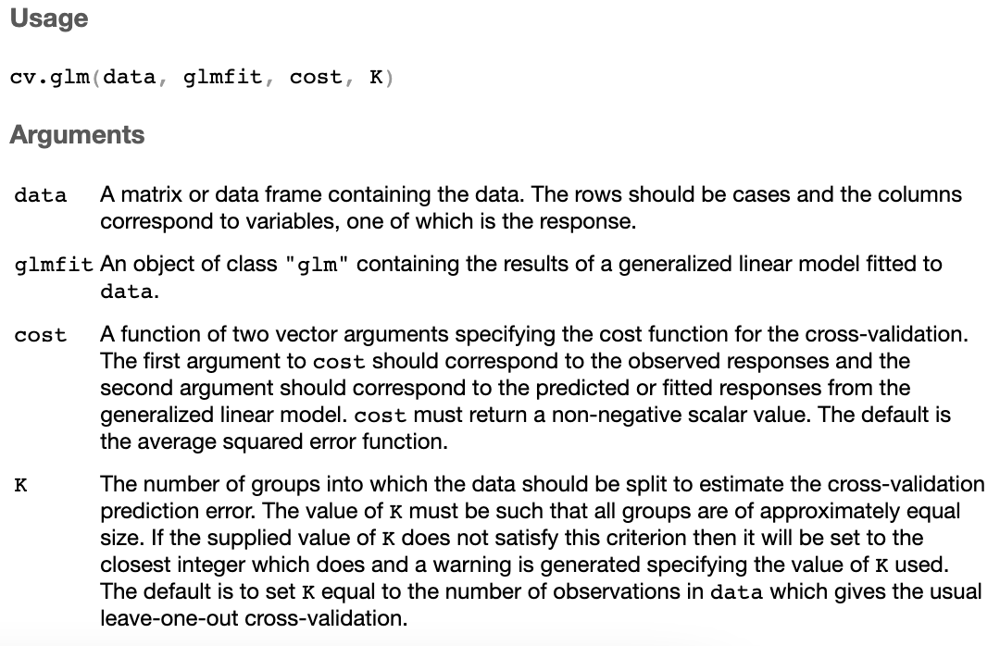 Usage
cv.glm(data, glmfit, cost, K)
Arguments
data A matrix or data frame containing the data. The rows should be cases and the columns
correspond to variables, one of which is the response.
glmfit An object of class "glm" containing the results of a generalized linear model fitted to
data.
cost A function of two vector arguments specifying the cost function for the cross-validation.
The first argument to cost should correspond to the observed responses and the
second argument should correspond to the predicted or fitted responses from the
generalized linear model. cost must return a non-negative scalar value. The default is
the average squared error function.
K The number of groups into which the data should be split to estimate the cross-validation
prediction error. The value of K must be such that all groups are of approximately equal
size. If the supplied value of K does not satisfy this criterion then it will be set to the
closest integer which does and a warning is generated specifying the value of K used.
The default is to set K equal to the number of observations in data which gives the usual
leave-one-out cross-validation.